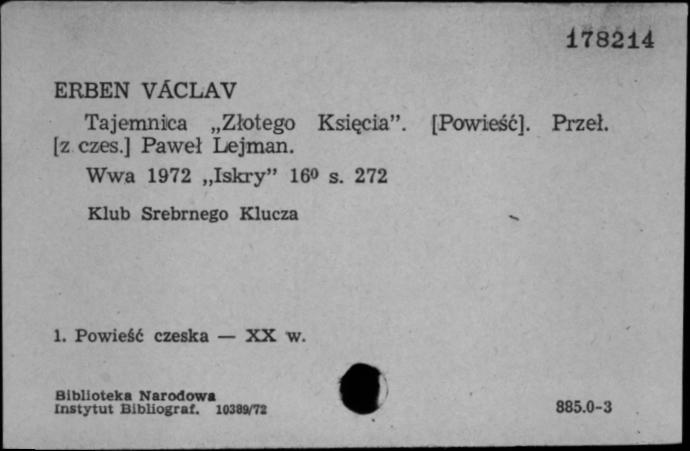 178214
ERBEN VÁCLAV
Tajemnica „Złotego Księcia”. [Powieść]. Przeł.
[z czes.] Paweł Lejman.
Wwa 1972 „Iskry” 16⁰ s. 272
Klub Srebrnego Klucza
1. Powieść czeska — XX w.
Biblioteka Narodowa
Instytut Bibliograf. 10389/72
885.0-3